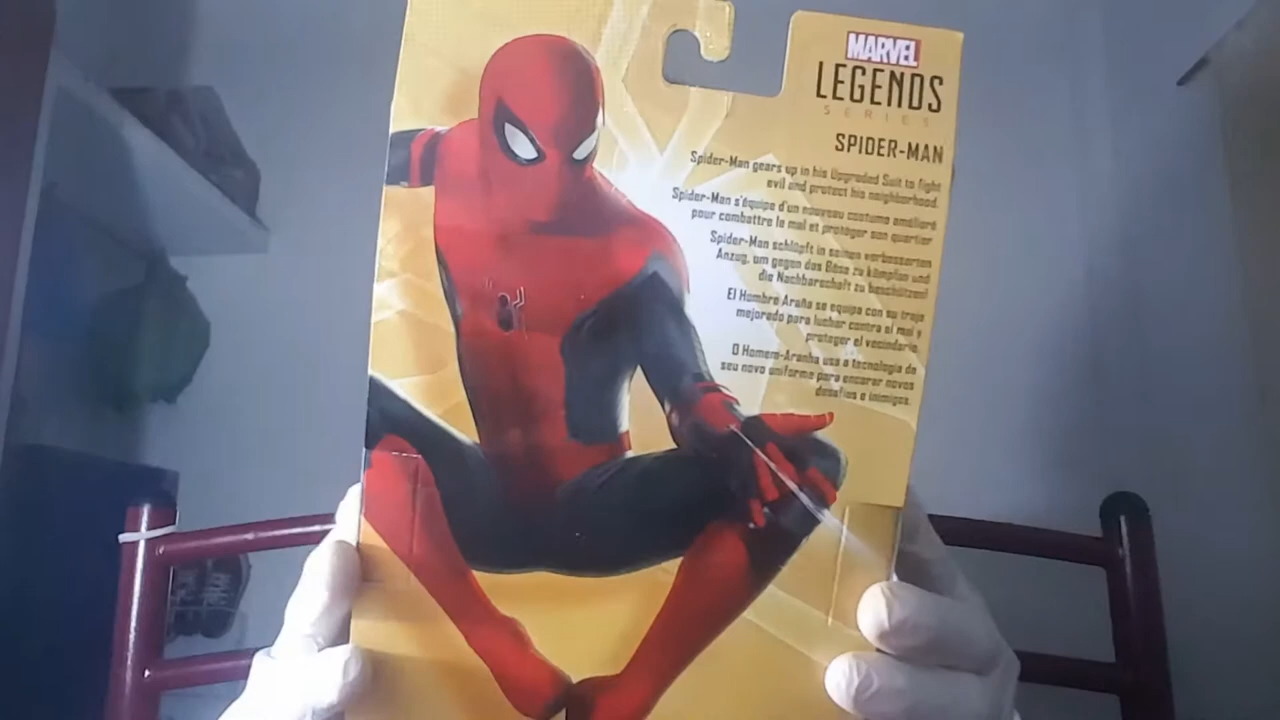 MARVEL
LEGENDS
SERIES
SPIDER-MAN
Spider-Man gears up in his Upgraded Suit to fight
evil and protect his neighborhood.
Spider-Man s'équipe d'un nouveau costume amélioré
pour combattre le mal et protéger son quartier
Spider-Man schlüpft in seinen verbesserten
Anzug, um gegen das Böse zu kämpfen und
die Nachbarschaft zu beschützen!
El Hombre Araña se equipa con su traje
mejorado para luchar contra el mal y
proteger el vecindario.
O Homem-Aranha usa a tecnologia do
seu novo uniforme para encarar novos
desafios e inimigos.